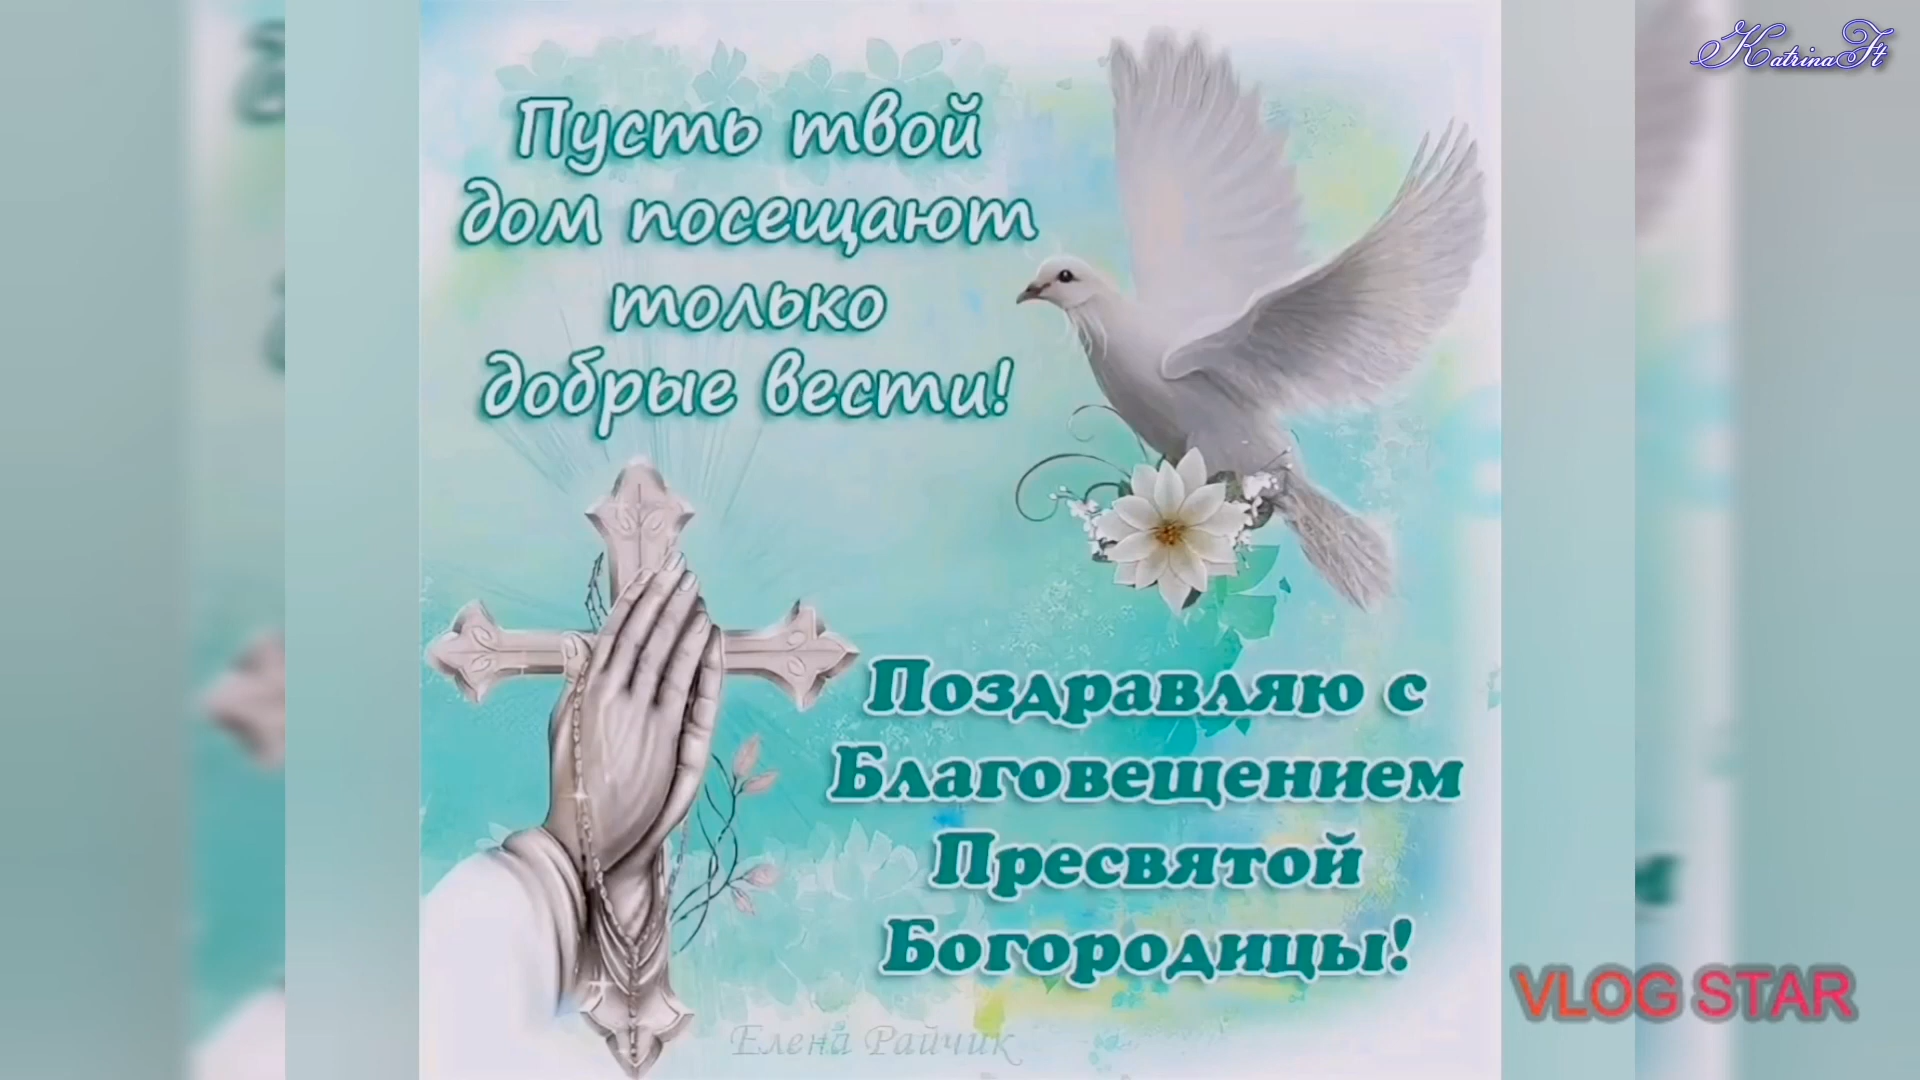 KatrinaFt
Пусть твой
дом посещают
только
добрые вести!
Поздравляю с
Благовещением
Пресвятой
Богородицы!
VLOG STAR
Елена Райчик